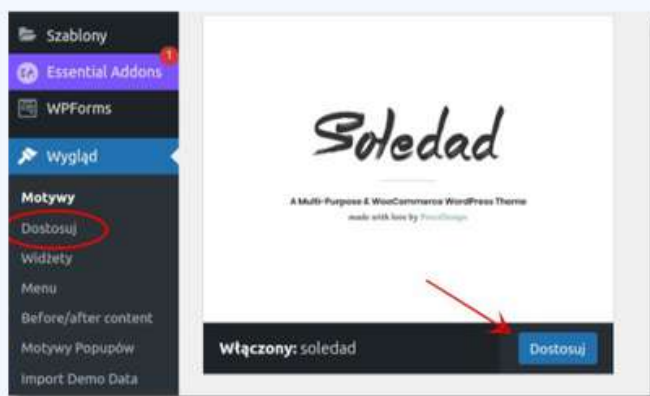 Szablony
1
Essential Addons
WPForms
Wygląd
Motywy
Dostosuj
Widżety
Menu
Before/after content
Motywy Popupów
Import Demo Data
Soledad
A Multi-Purpose & WooCommerce WordPress Theme
made with love by PenciDesign
Włączony: soledad
Dostosuj